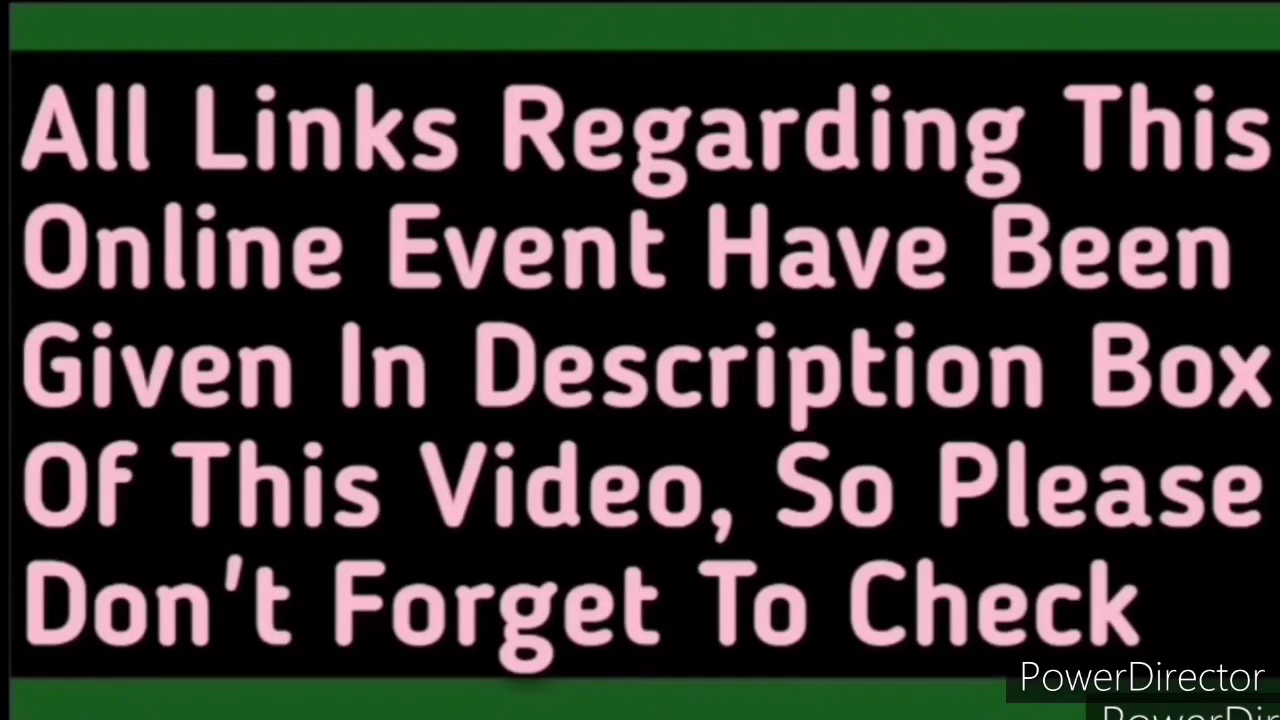 All Links Regarding This
Online Event Have Been
Given In Description Box
Of This Video, So Please
Don't Forget To Check
PowerDirector